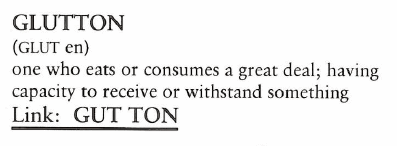 GLUTTON
(GLUT en)
one who eats or consumes a great deal; having
capacity to receive or withstand something
Link: GUT TON